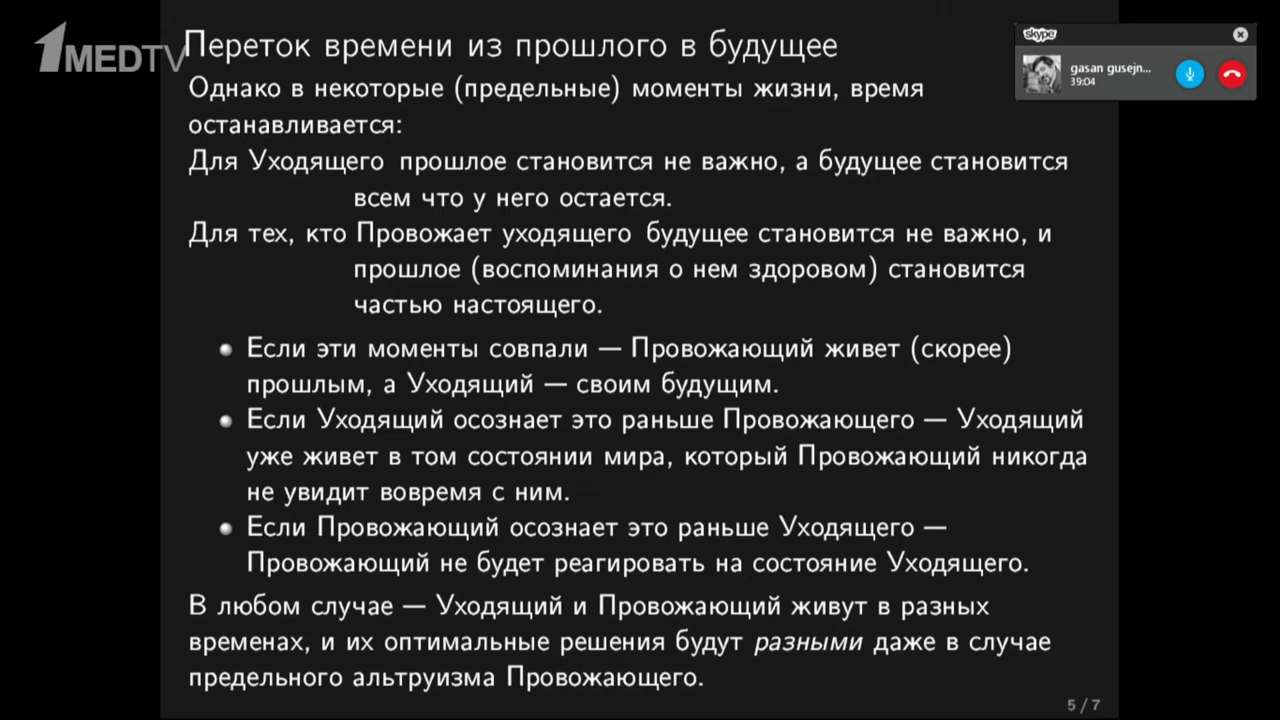 1MEDTV
Переток времени из прошлого в будущее
skype
gasan gusejn...
39:04
Однако в некоторые (предельные) моменты жизни, время
останавливается:
Для Уходящего прошлое становится не важно, а будущее становится
всем что у него остается.
Для тех, кто Провожает уходящего будущее становится не важно, и
прошлое (воспоминания о нем здоровом) становится
частью настоящего.
Если эти моменты совпали — Провожающий живет (скорее)
прошлым, а Уходящий — своим будущим.
Если Уходящий осознает это раньше Провожающего — Уходящий
уже живет в том состоянии мира, который Провожающий никогда
не увидит вовремя с ним.
Если Провожающий осознает это раньше Уходящего —
Провожающий не будет реагировать на состояние Уходящего.
В любом случае — Уходящий и Провожающий живут в разных
временах, и их оптимальные решения будут разными даже в случае
предельного альтруизма Провожающего.
5 / 7